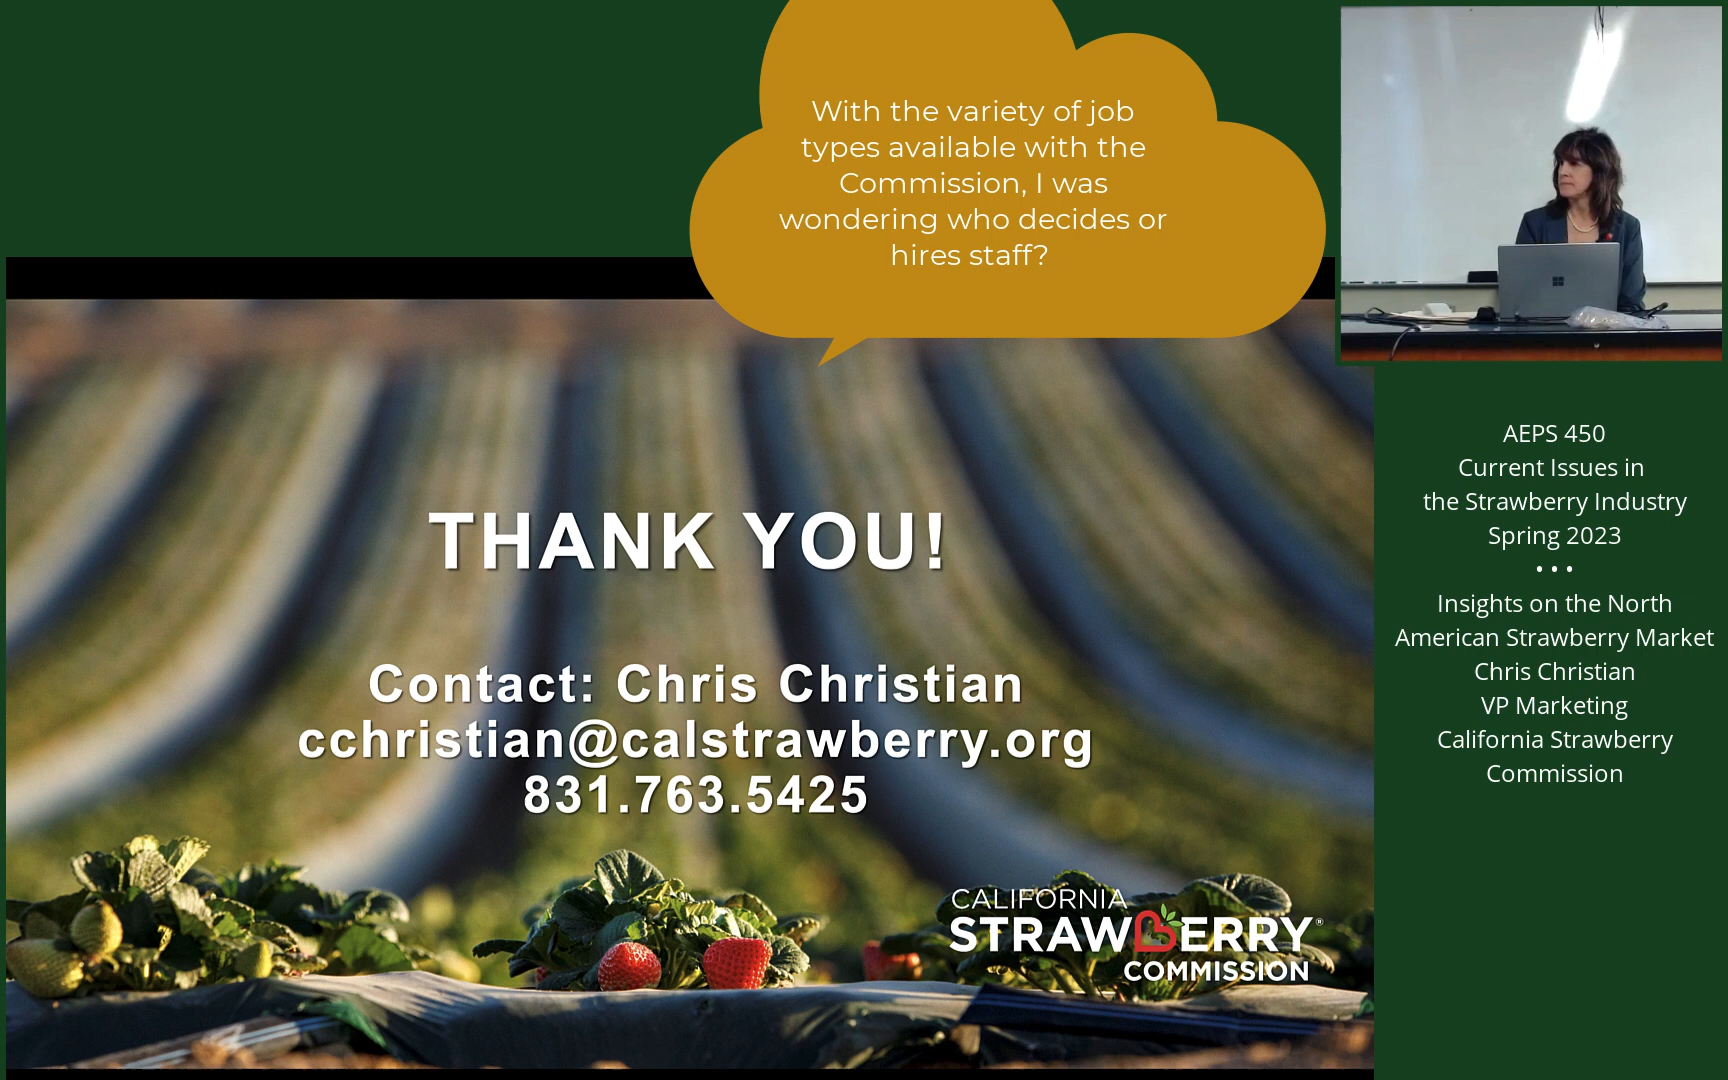 With the variety of job
types available with the
Commission, I was
wondering who decides or
hires staff?
THANK YOU!
Contact: Chris Christian
cchristian@calstrawberry.org
831.763.5425
CALIFORNIA
STRAWBERRY®
COMMISSION
AEPS 450
Current Issues in
the Strawberry Industry
Spring 2023
• • •
Insights on the North
American Strawberry Market
Chris Christian
VP Marketing
California Strawberry
Commission